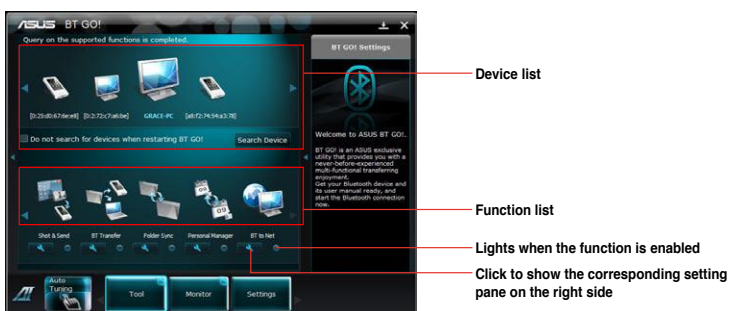 ASUS BT GO!
Query on the supported functions is completed.
BT GO! Settings
[0:25:d0:67:6e:e8] [0:2:72:c7:a6:be] GRACE-PC [a8:f2:74:54:a3:78]
Do not search for devices when restarting BT GO!
Search Device
Welcome to ASUS BT GO!.
BT GO! is an ASUS exclusive
utility that provides you with a
never-before-experienced
multi-functional transferring
enjoyment.
Get your Bluetooth device and
its user manual ready, and
start the Bluetooth connection
now.
09
09
Shot & Send BT Transfer Folder Sync Personal Manager BT to Net
Auto
Tuning
Tool
Monitor
Settings
Device list
Function list
Lights when the function is enabled
Click to show the corresponding setting
pane on the right side